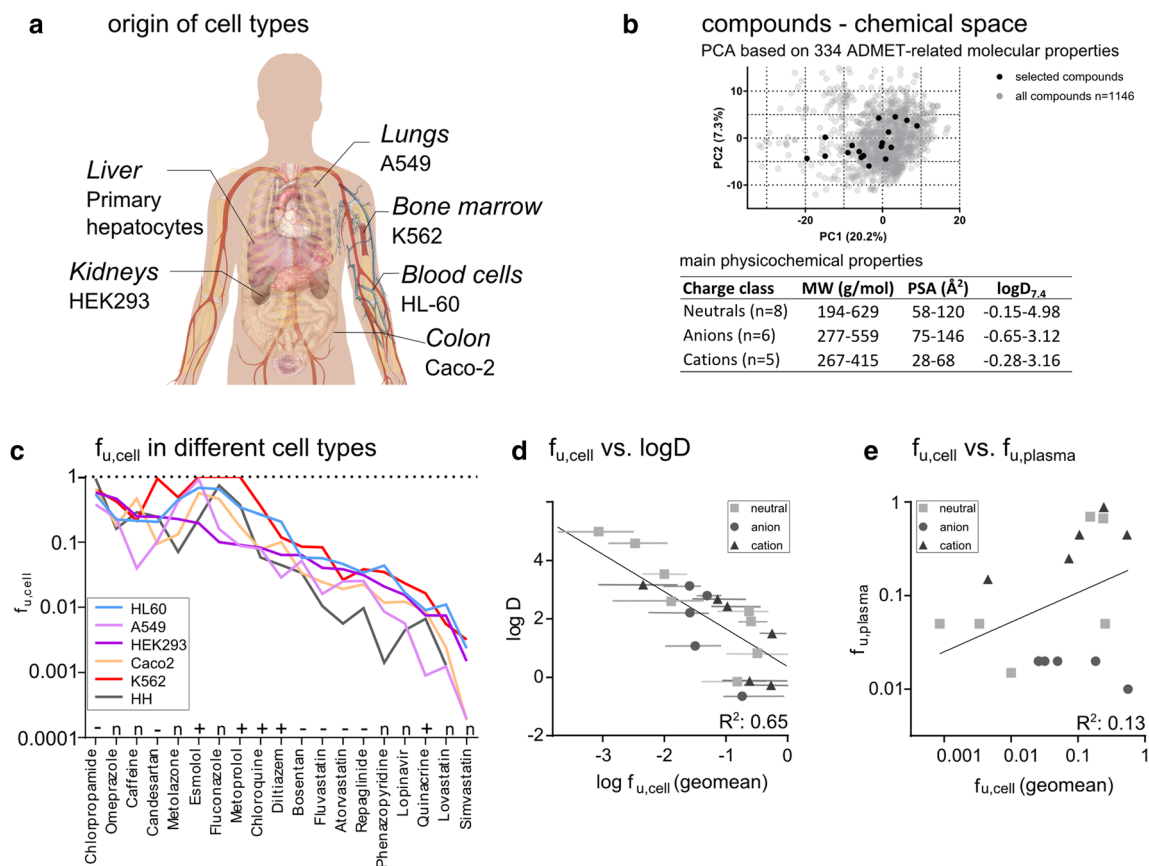 a
origin of cell types
Lungs
A549
Liver
Primary
hepatocytes
Bone marrow
K562
Kidneys
HEK293
Blood cells
HL-60
Colon
Caco-2
b
compounds - chemical space
PCA based on 334 ADMET-related molecular properties
selected compounds
all compounds n=1146
PC2 (7.3%)
10
0
-10
-20
0
20
PC1 (20.2%)
main physicochemical properties
Charge class MW (g/mol) PSA (Å²) logD7.4
Neutrals (n=8) 194-629 58-120 -0.15-4.98
Anions (n=6) 277-559 75-146 -0.65-3.12
Cations (n=5) 267-415 28-68 -0.28-3.16
c
fu,cell in different cell types
fu,cell
1
0.1
0.01
0.001
0.0001
HL60
A549
HEK293
Caco2
K562
HH
- n n - n + n + + + - - - - n n + n n
Chlorpropamide
Omeprazole
Caffeine
Candesartan
Metolazone
Esmolol
Fluconazole
Metoprolol
Chloroquine
Diltiazem
Bosentan
Fluvastatin
Atorvastatin
Repaglinide
Phenazopyridine
Lopinavir
Quinacrine
Lovastatin
Simvastatin
d
fu,cell vs. logD
neutral
anion
cation
log D
4
2
0
-2
-3
-2
-1
0
R²: 0.65
log fu,cell (geomean)
e
fu,cell vs. fu,plasma
neutral
anion
cation
fu,plasma
1
0.1
0.01
0.001
0.01
0.1
1
R²: 0.13
fu,cell (geomean)